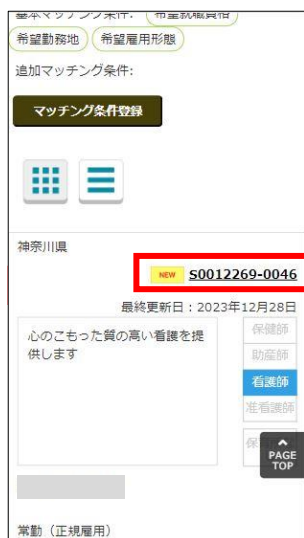 基本マッチング条件: 希望就職資格
希望勤務地 希望雇用形態
追加マッチング条件:
マッチング条件登録
神奈川県
NEW S0012269-0046
最終更新日：2023年12月28日
心のこもった質の高い看護を提
供します
保健師
助産師
看護師
准看護師
PAGE
TOP
常勤（正規雇用）